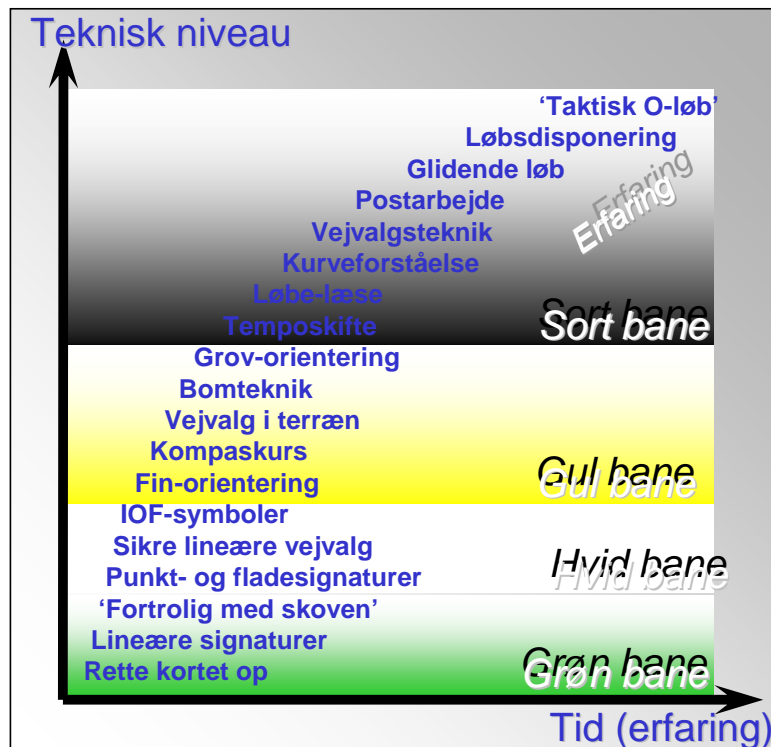 Teknisk niveau
‘Taktisk O-løb’
Løbsdisponering
Glidende løb
Postarbejde
Erfaring
Vejvalgsteknik
Kurveforståelse
Løbe-læse
Temposkifte
Sort bane
Grov-orientering
Bomteknik
Vejvalg i terræn
Kompaskurs
Fin-orientering
Gul bane
IOF-symboler
Sikre lineære vejvalg
Punkt- og fladesignaturer
Hvid bane
‘Fortrolig med skoven’
Lineære signaturer
Rette kortet op
Grøn bane
Tid (erfaring)